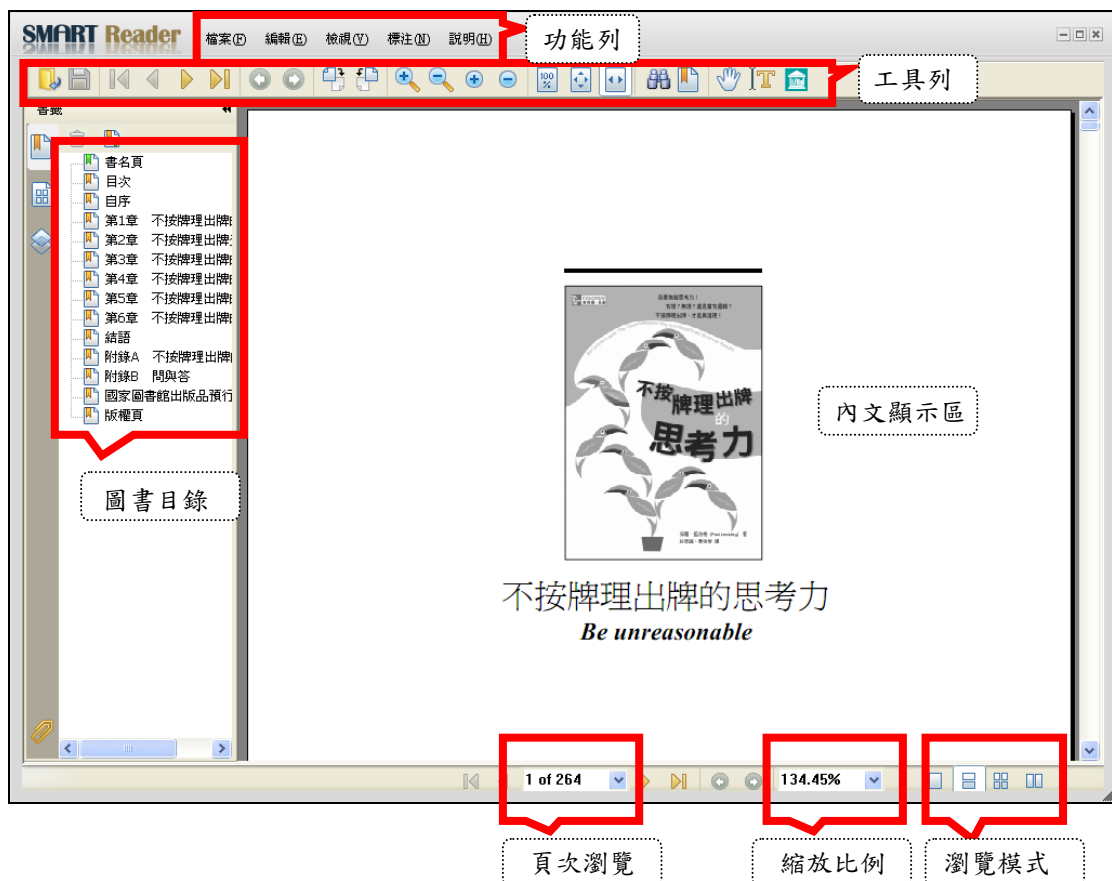 SMART Reader 檔案(F) 編輯(E) 檢視(V) 標注(N) 説明(H)
功能列
工具列
書籤
書名頁
目次
自序
第1章 不按牌理出牌
第2章 不按牌理出牌
第3章 不按牌理出牌
第4章 不按牌理出牌
第5章 不按牌理出牌
第6章 不按牌理出牌
結語
附錄A 不按牌理出牌
附錄B 問與答
國家圖書館出版品預行
版權頁
圖書目錄
不按牌理出牌
的
思考力
內文顯示區
不按牌理出牌的思考力
Be unreasonable
1 of 264 134.45%
頁次瀏覽 縮放比例 瀏覽模式